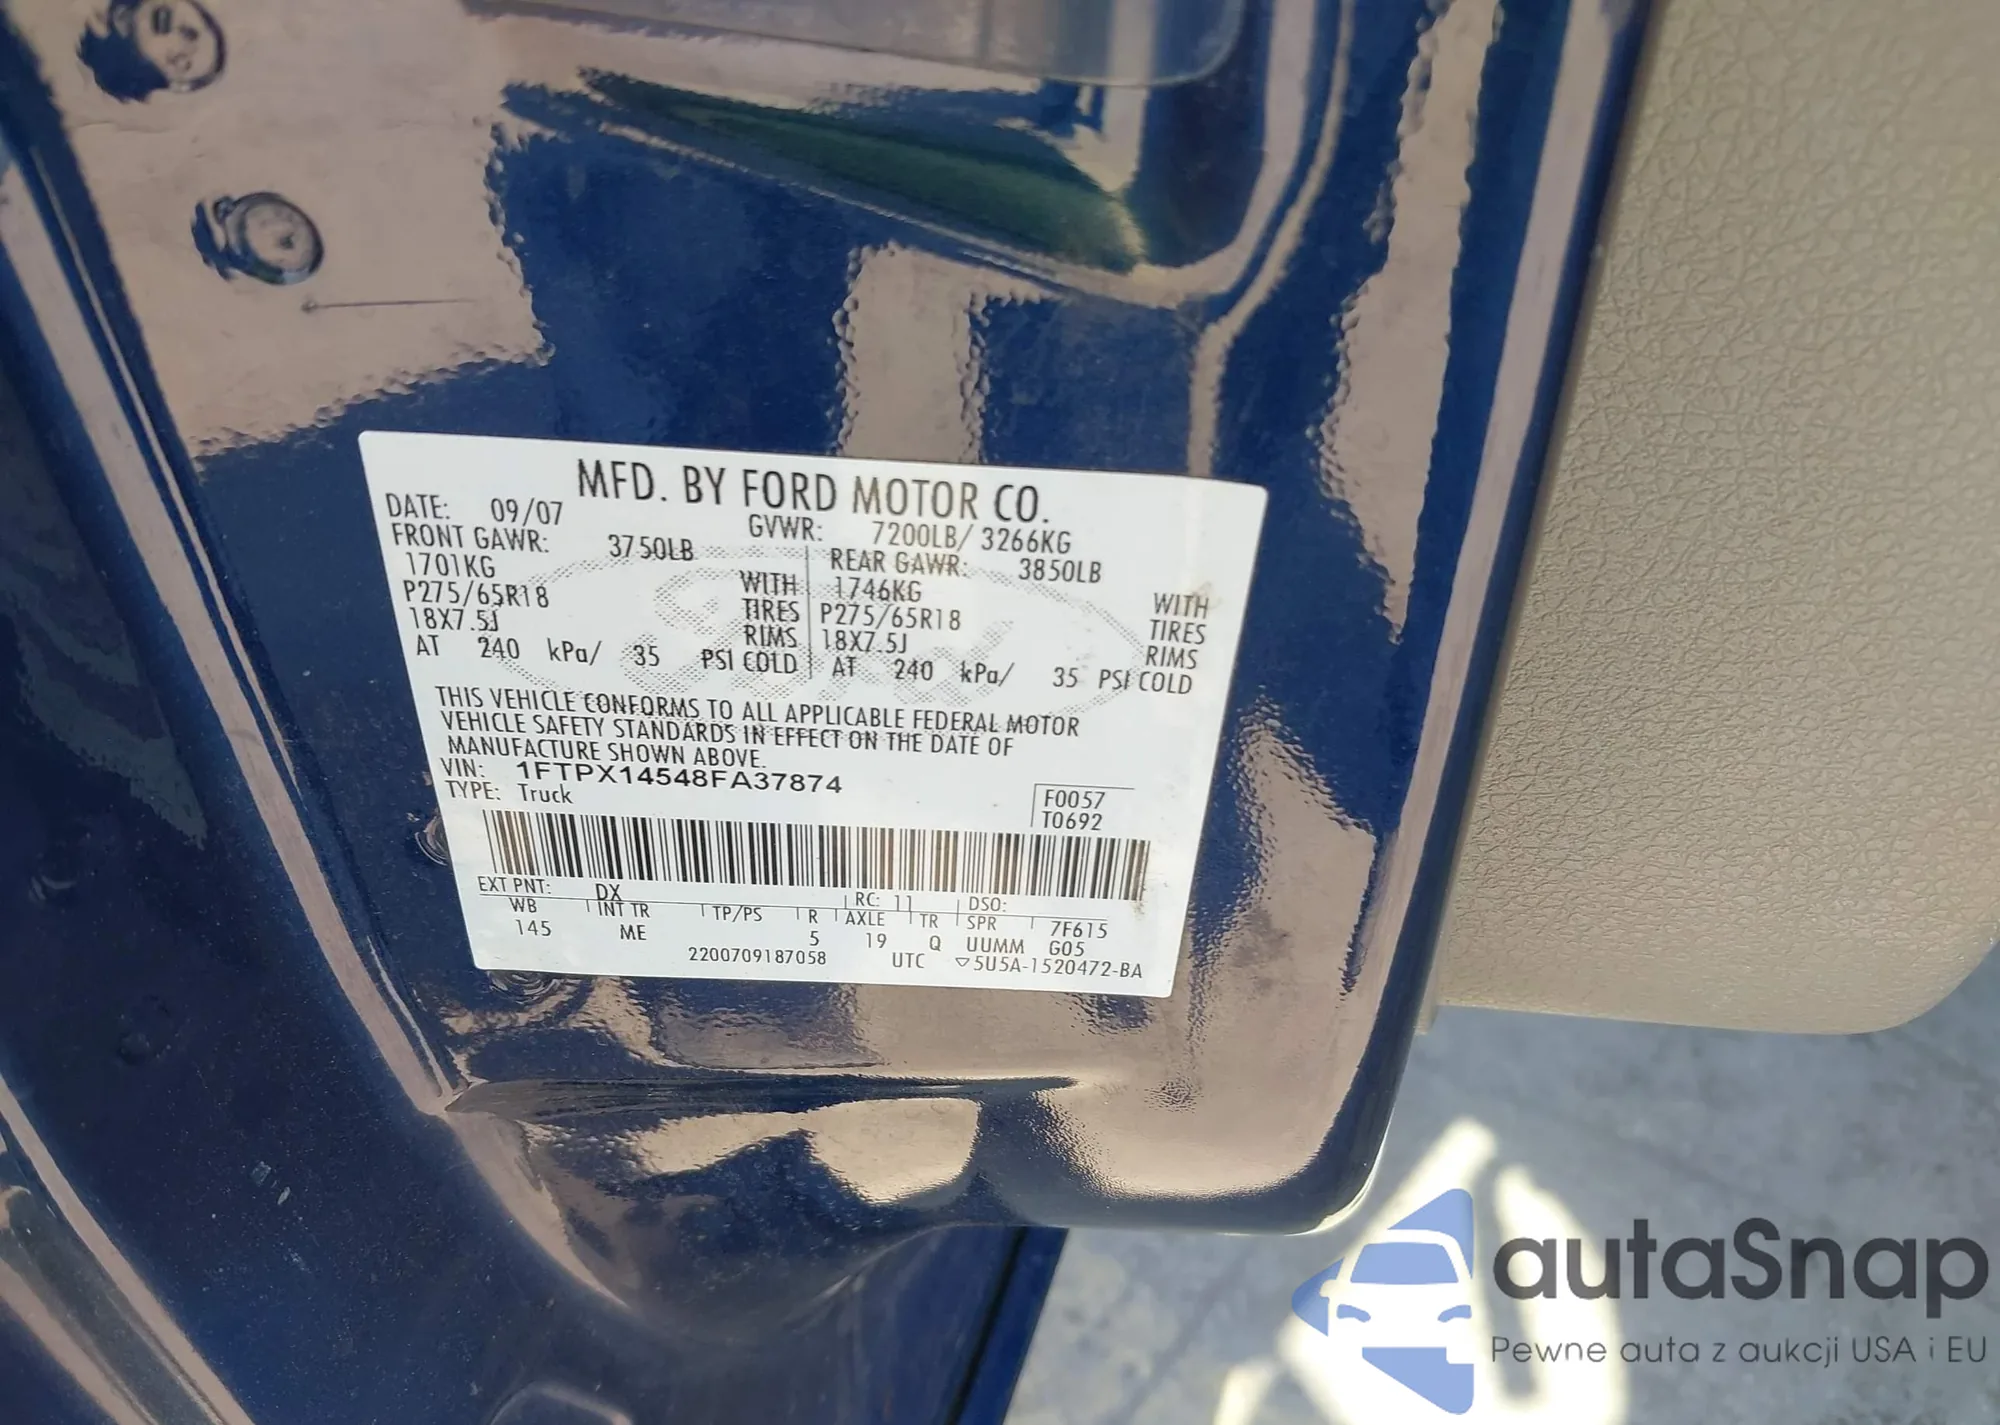 MFD. BY FORD MOTOR CO.
DATE: 09/07 GVWR: 7200LB/ 3266KG
FRONT GAWR: 3750LB REAR GAWR: 3850LB
1701KG WITH 1746KG WITH
P275/65R18 TIRES P275/65R18 TIRES
18X7.5J RIMS 18X7.5J RIMS
AT 240 kPa/ 35 PSI COLD AT 240 kPa/ 35 PSI COLD
THIS VEHICLE CONFORMS TO ALL APPLICABLE FEDERAL MOTOR
VEHICLE SAFETY STANDARDS IN EFFECT ON THE DATE OF
MANUFACTURE SHOWN ABOVE.
VIN: 1FTPX14548FA37874
TYPE: Truck
F0057
T0692
EXT PNT: DX RC: 11 DSO:
WB INT TR TP/PS R AXLE TR SPR 7F615
145 ME 5 19 Q UUMM G05
2200709187058 UTC ▽5U5A-1520472-BA
Ford
autaSnap
Pewne auta z aukcji USA i EU